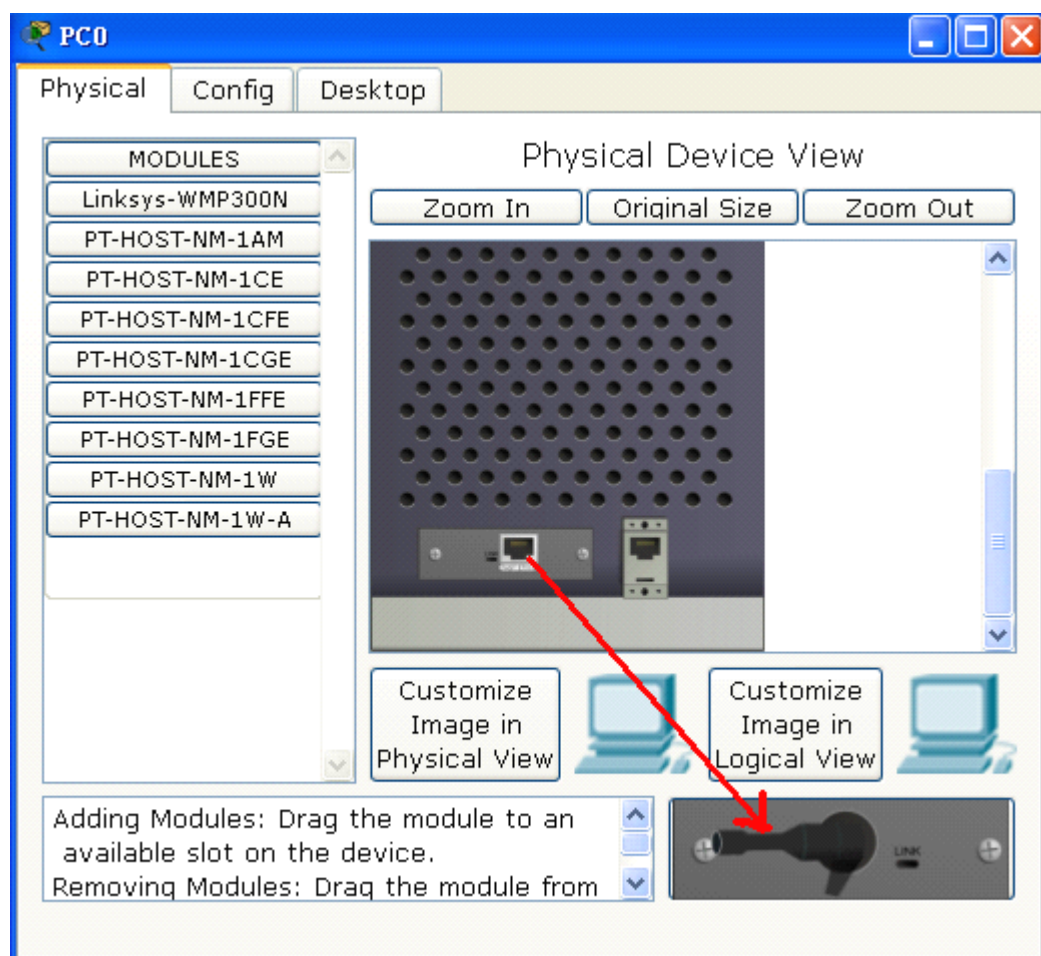 PC0
Physical Config Desktop
MODULES
Linksys-WMP300N
PT-HOST-NM-1AM
PT-HOST-NM-1CE
PT-HOST-NM-1CFE
PT-HOST-NM-1CGE
PT-HOST-NM-1FFE
PT-HOST-NM-1FGE
PT-HOST-NM-1W
PT-HOST-NM-1W-A
Physical Device View
Zoom In Original Size Zoom Out
Customize
Image in
Physical View
Customize
Image in
Logical View
Adding Modules: Drag the module to an
available slot on the device.
Removing Modules: Drag the module from
LINK